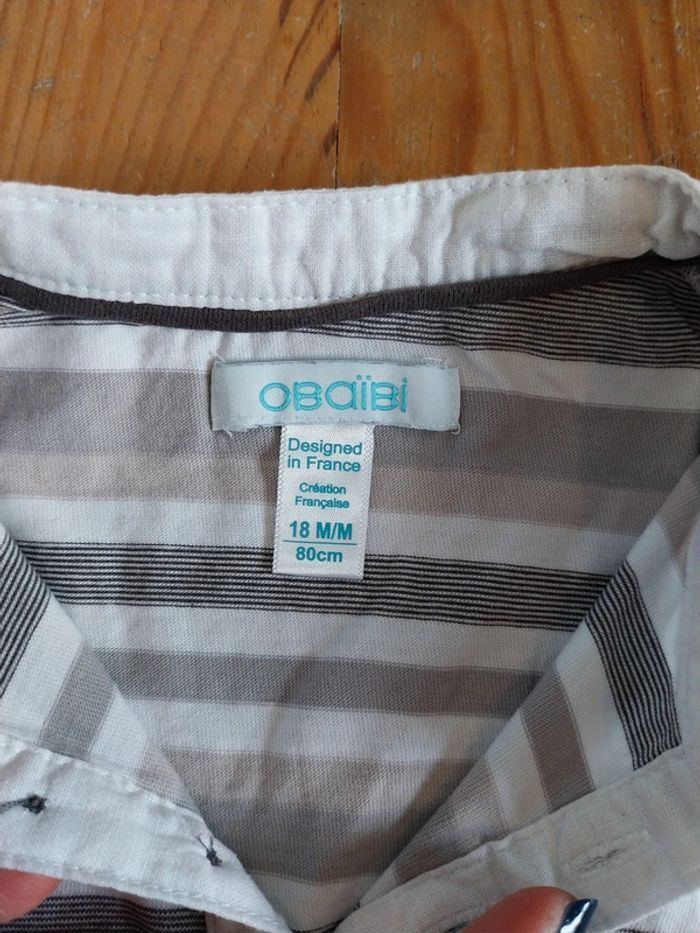 obaïbi
Designed
in France
Création
Française
18 M/M
80cm